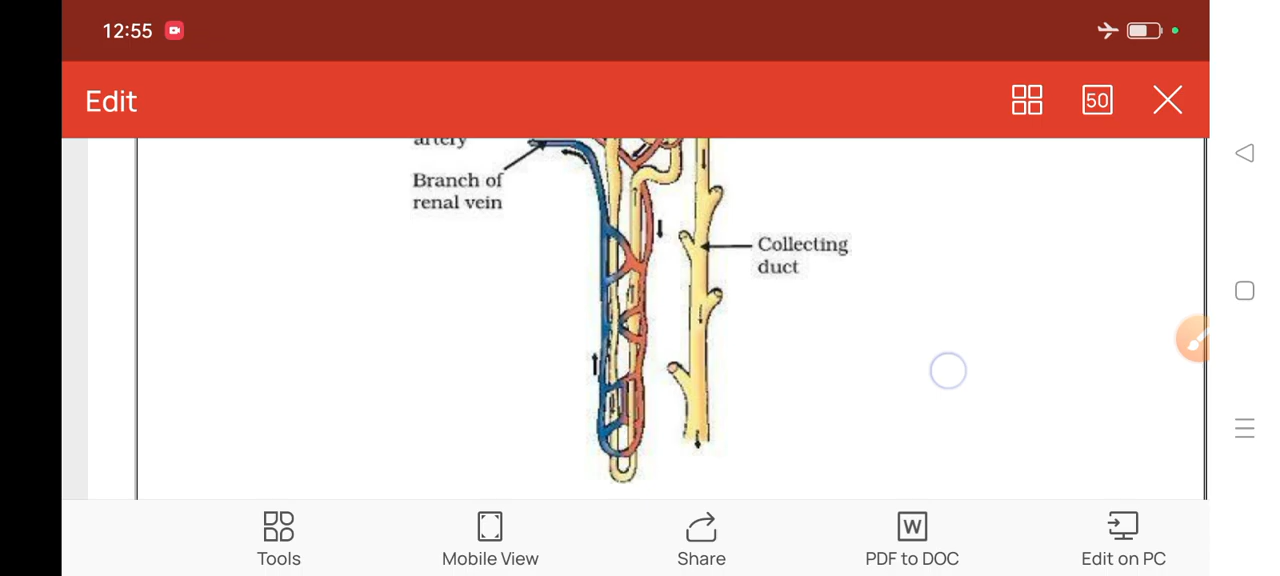 12:55
Edit
50
artery
Branch of
renal vein
Collecting
duct
Tools
Mobile View
Share
W
PDF to DOC
Edit on PC